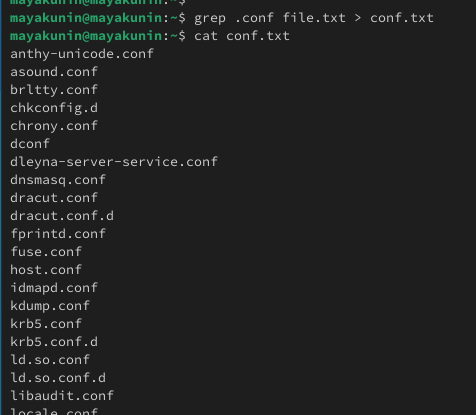 mayakunin@mayakunin:~$
mayakunin@mayakunin:~$ grep .conf file.txt > conf.txt
mayakunin@mayakunin:~$ cat conf.txt
anthy-unicode.conf
asound.conf
brltty.conf
chkconfig.d
chrony.conf
dconf
dleyna-server-service.conf
dnsmasq.conf
dracut.conf
dracut.conf.d
fprintd.conf
fuse.conf
host.conf
idmapd.conf
kdump.conf
krb5.conf
krb5.conf.d
ld.so.conf
ld.so.conf.d
libaudit.conf
locale.conf